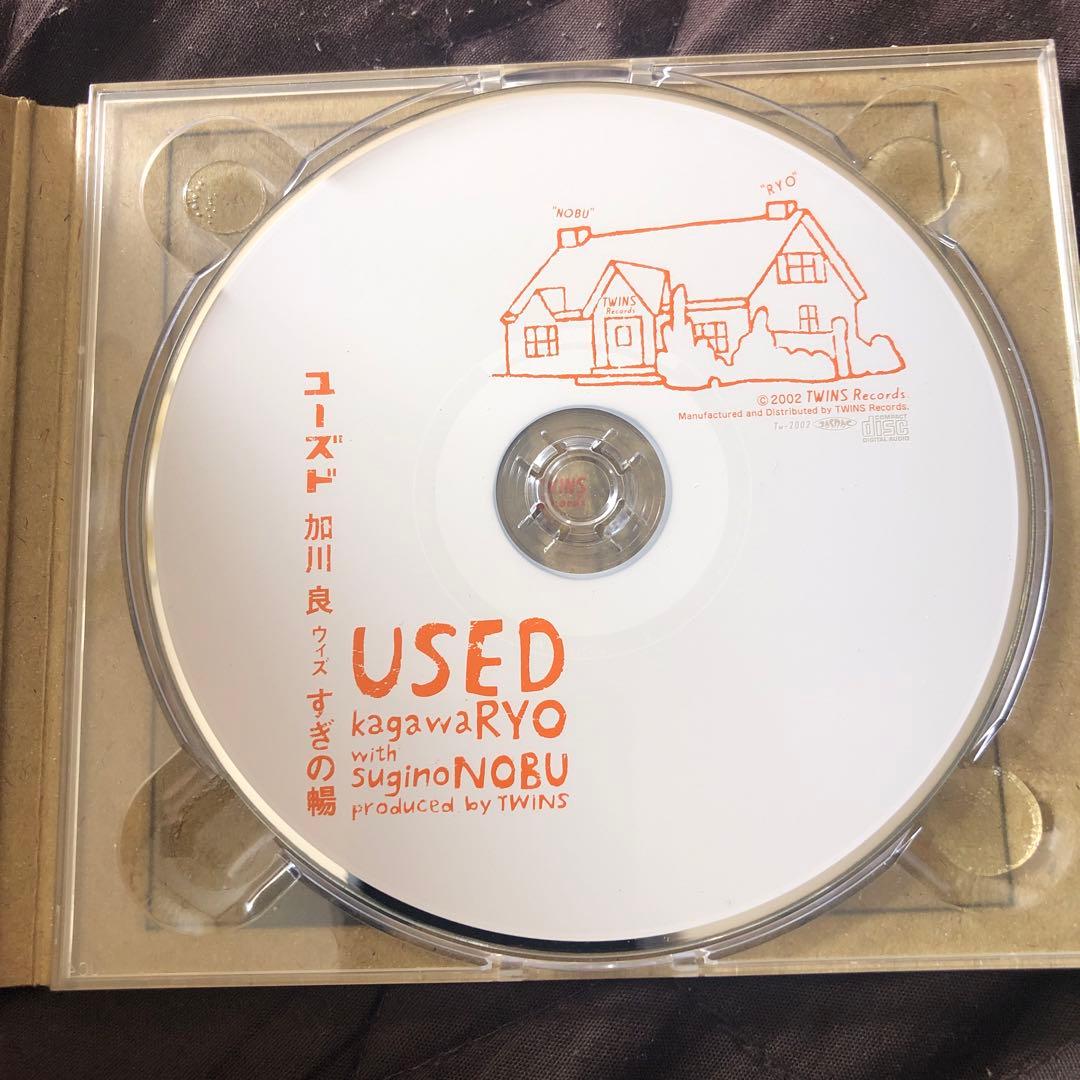 "NOBU"
"RYO"
TWINS
Records
© 2002 TWINS Records.
Manufactured and Distributed by TWINS Records.
Tw-2002
COMPACT
disc
DIGITAL AUDIO
ユーズド 加川 良 ウィズ すぎの暢
USED
kagawaRYO
with
suginoNOBU
produced by TWINS